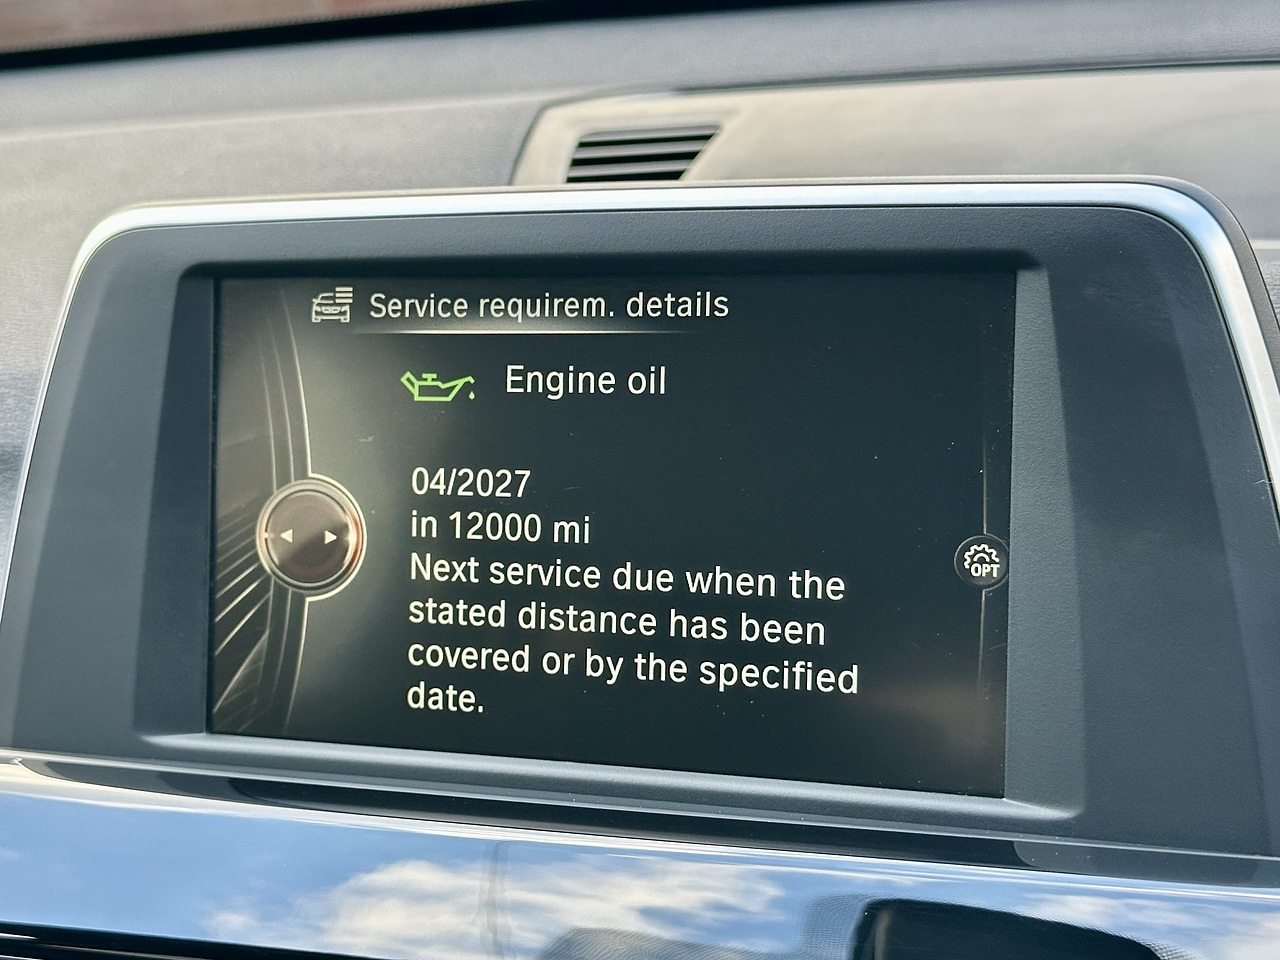 Service requirem. details
Engine oil
04/2027
in 12000 mi
Next service due when the
stated distance has been
covered or by the specified
date.
OPT